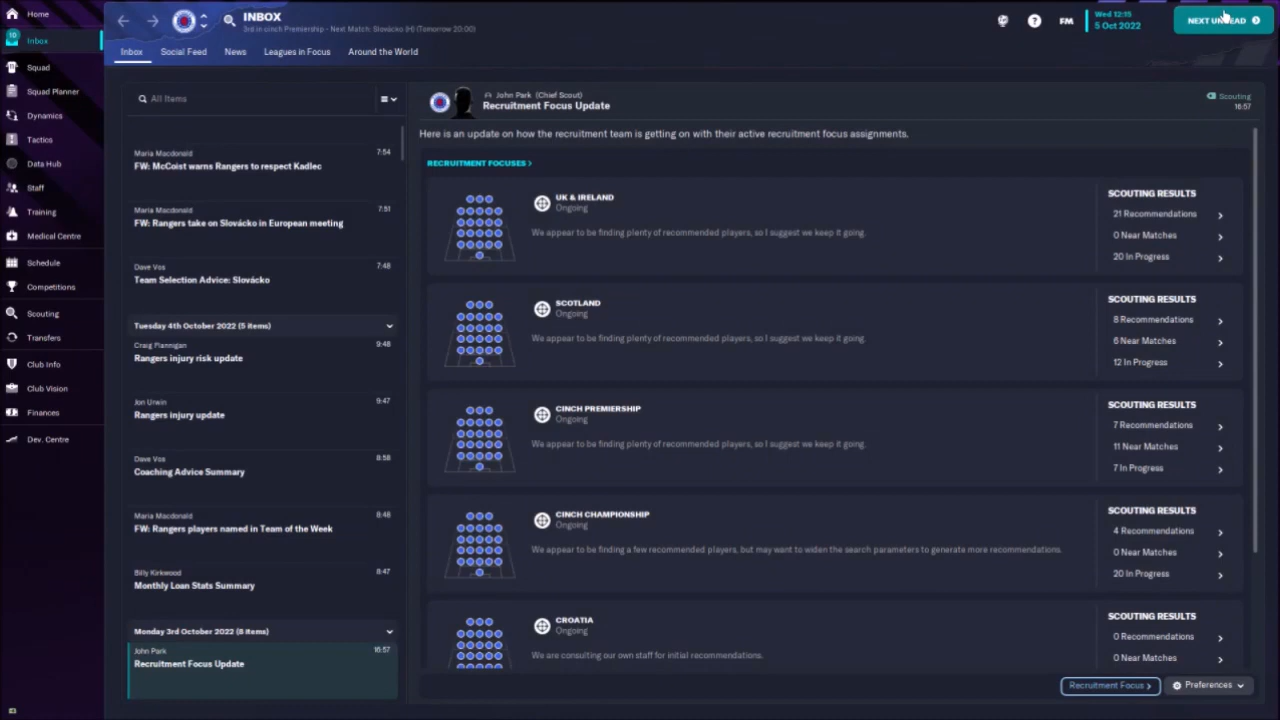 Home
10
Inbox
Squad
Squad Planner
Dynamics
Tactics
Data Hub
Staff
Training
Medical Centre
Schedule
Competitions
Scouting
Transfers
Club Info
Club Vision
Finances
Dev. Centre
INBOX
3rd in cinch Premiership - Next Match: Slovácko (H) (Tomorrow 20:00)
FM
Wed 12:15
5 Oct 2022
NEXT UNREAD
Inbox
Social Feed
News
Leagues in Focus
Around the World
All Items
Maria Macdonald 7:54
FW: McCoist warns Rangers to respect Kadlec
Maria Macdonald 7:51
FW: Rangers take on Slovácko in European meeting
Dave Vos 7:48
Team Selection Advice: Slovácko
Tuesday 4th October 2022 (5 items)
Craig Flannigan 9:48
Rangers injury risk update
Jon Urwin 9:47
Rangers injury update
Dave Vos 8:58
Coaching Advice Summary
Maria Macdonald 8:48
FW: Rangers players named in Team of the Week
Billy Kirkwood 8:47
Monthly Loan Stats Summary
Monday 3rd October 2022 (8 items)
John Park 16:57
Recruitment Focus Update
John Park (Chief Scout)
Recruitment Focus Update
Scouting
16:57
Here is an update on how the recruitment team is getting on with their active recruitment focus assignments.
RECRUITMENT FOCUSES >
UK & IRELAND
Ongoing
We appear to be finding plenty of recommended players, so I suggest we keep it going.
SCOUTING RESULTS
21 Recommendations
0 Near Matches
20 In Progress
SCOTLAND
Ongoing
We appear to be finding plenty of recommended players, so I suggest we keep it going.
SCOUTING RESULTS
8 Recommendations
6 Near Matches
12 In Progress
CINCH PREMIERSHIP
Ongoing
We appear to be finding plenty of recommended players, so I suggest we keep it going.
SCOUTING RESULTS
7 Recommendations
11 Near Matches
7 In Progress
CINCH CHAMPIONSHIP
Ongoing
We appear to be finding a few recommended players, but may want to widen the search parameters to generate more recommendations.
SCOUTING RESULTS
4 Recommendations
0 Near Matches
20 In Progress
CROATIA
Ongoing
We are consulting our own staff for initial recommendations.
SCOUTING RESULTS
0 Recommendations
0 Near Matches
Recruitment Focus >
Preferences